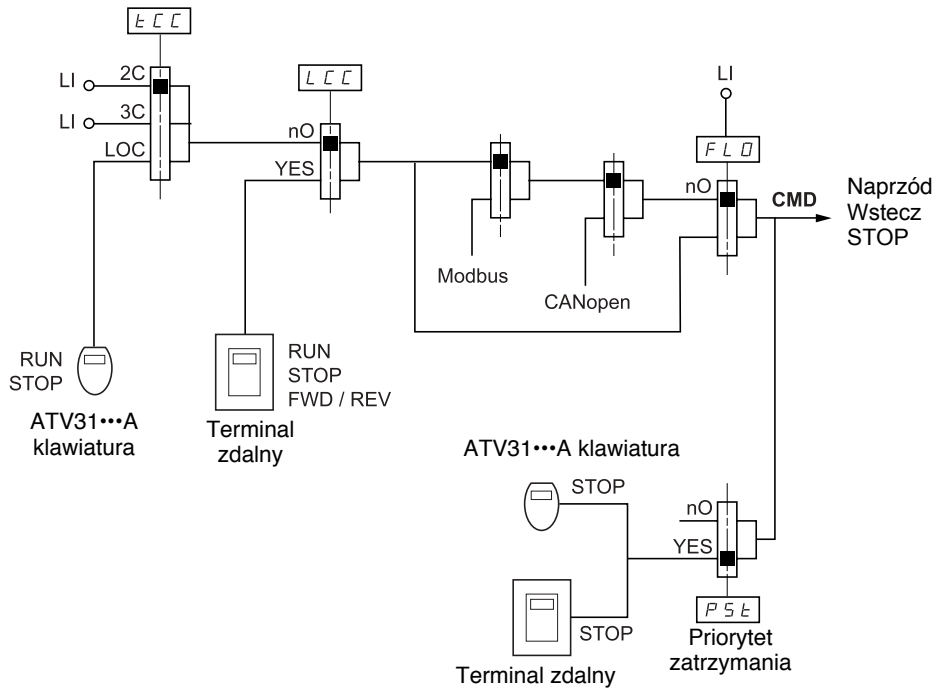 tCC
LI
2C
LI
3C
LOC
LCC
nO
YES
LI
FLO
nO
CMD
Naprzód
Wstecz
STOP
Modbus
CANopen
RUN
STOP
ATV31•••A
klawiatura
RUN
STOP
FWD / REV
Terminal
zdalny
ATV31•••A klawiatura
STOP
nO
YES
STOP
PSt
Priorytet
zatrzymania
Terminal zdalny